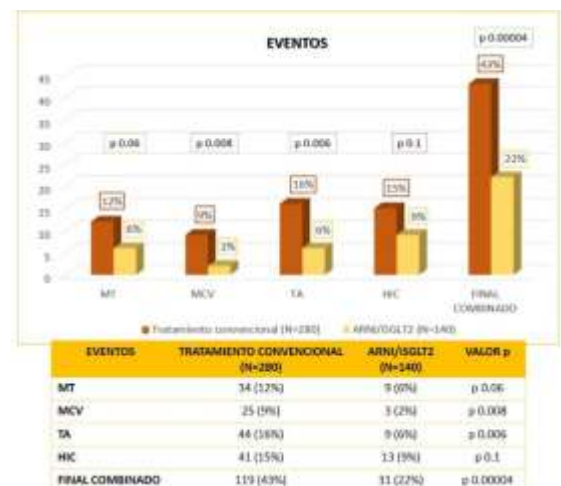 EVENTOS
p 0.00004
43%
45
40
35
30
25
20
15
10
5
0
p 0.06
p 0.008
p 0.006
p 0.1
12%
6%
9%
2%
16%
6%
15%
9%
22%
MT
MCV
TA
HIC
FINAL
COMBINADO
Tratamiento convencional (N=280)
ARNI/ISGLT2 (N=140)
EVENTOS TRATAMIENTO CONVENCIONAL (N=280) ARNI/ISGLT2 (N=140) VALOR p
MT 34 (12%) 9 (6%) p 0.06
MCV 25 (9%) 3 (2%) p 0.008
TA 44 (16%) 9 (6%) p 0.006
HIC 41 (15%) 13 (9%) p 0.1
FINAL COMBINADO 119 (43%) 31 (22%) p 0.00004